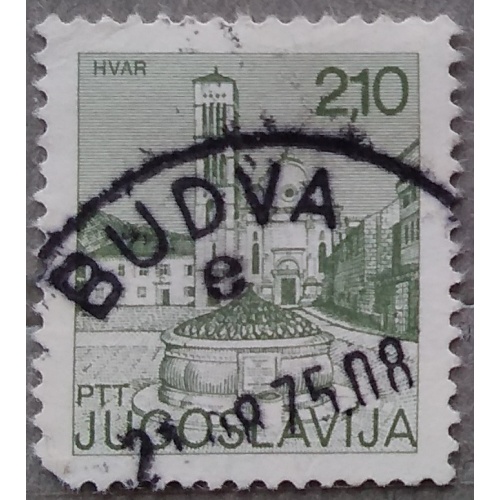 HVAR
2,10
BUDVA
e
75.08
PTT
JUGOSLAVIJA